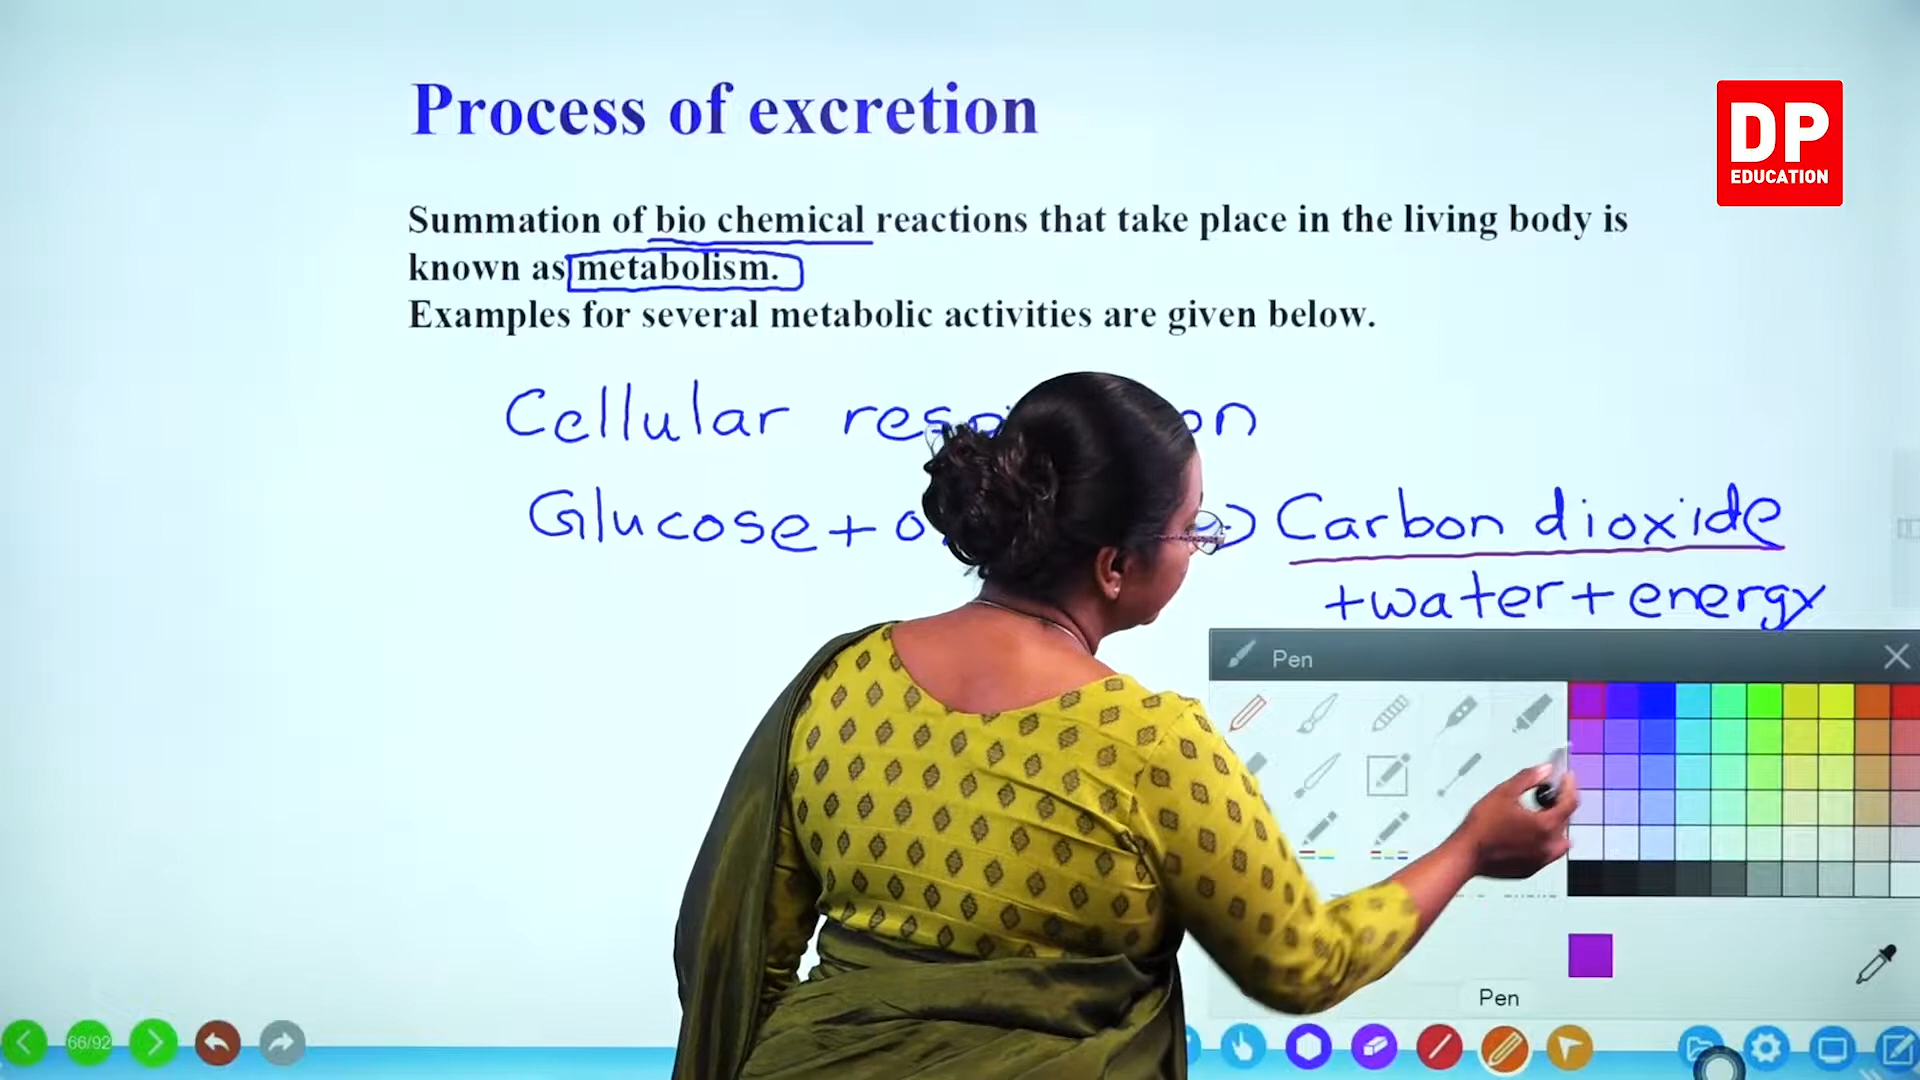 Process of excretion
DP
EDUCATION
Summation of bio chemical reactions that take place in the living body is
known as metabolism.
Examples for several metabolic activities are given below.
Cellular
Glucose + → Carbon dioxide
+water+energy
Pen
Pen
66/92